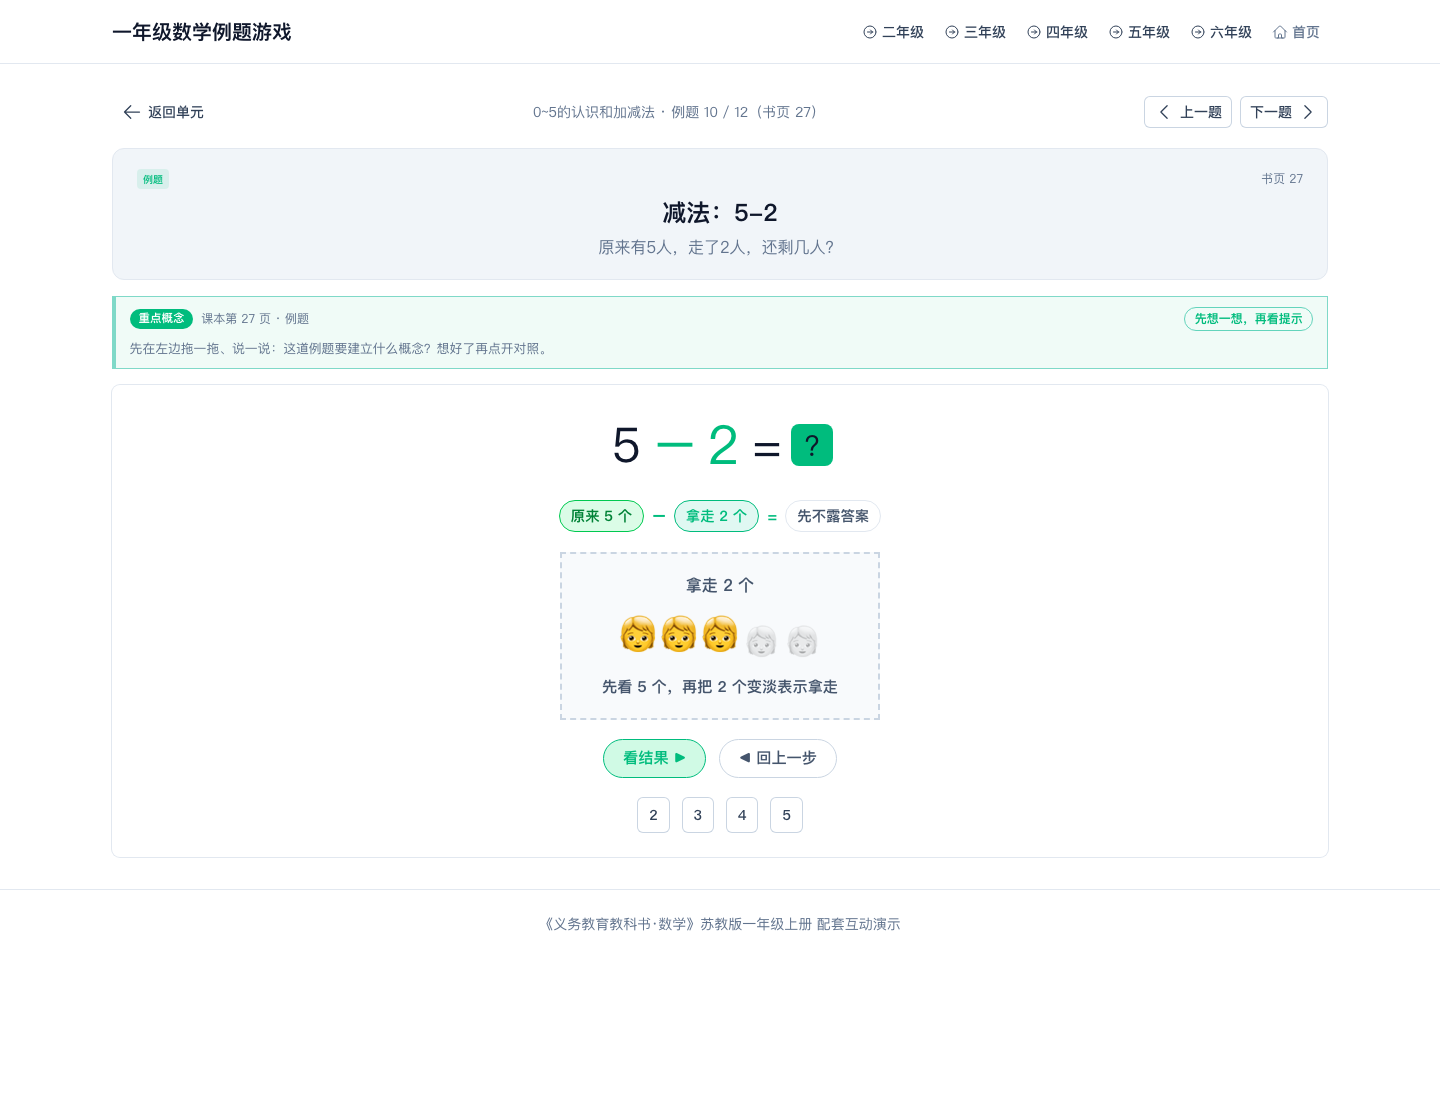 一年级数学例题游戏
二年级 三年级 四年级 五年级 六年级 首页
返回单元
0~5的认识和加减法 · 例题 10 / 12（书页 27）
上一题 下一题
例题
书页 27
减法：5−2
原来有5人，走了2人，还剩几人？
重点概念 课本第 27 页 · 例题
先想一想，再看提示
先在左边拖一拖、说一说：这道例题要建立什么概念？想好了再点开对照。
5 − 2 = ?
原来 5 个 − 拿走 2 个 = 先不露答案
拿走 2 个
先看 5 个，再把 2 个变淡表示拿走
看结果 ▶ ◀ 回上一步
2 3 4 5
《义务教育教科书·数学》苏教版一年级上册 配套互动演示